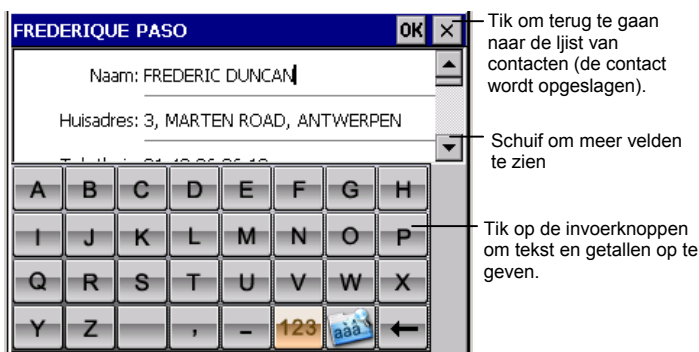 FREDERIQUE PASO OK ×
Naam: FREDERIC DUNCAN
Huisadres: 3, MARTEN ROAD, ANTWERPEN
A B C D E F G H
I J K L M N O P
Q R S T U V W X
Y Z , - 123 àâä ←
Tik om terug te gaan
naar de ljist van
contacten (de contact
wordt opgeslagen).
Schuif om meer velden
te zien
Tik op de invoerknoppen
om tekst en getallen op te
geven.